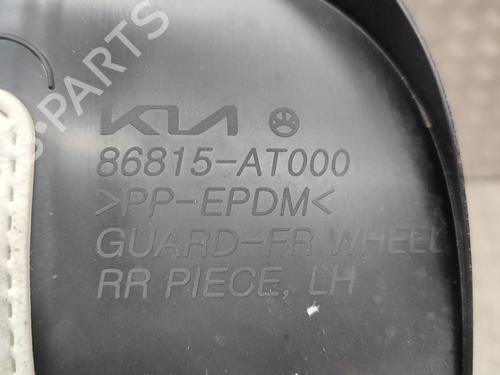 B-PARTS
KIA
86815-AT000
>PP-EPDM<
GUARD-FR WHEEL
RR PIECE, LH